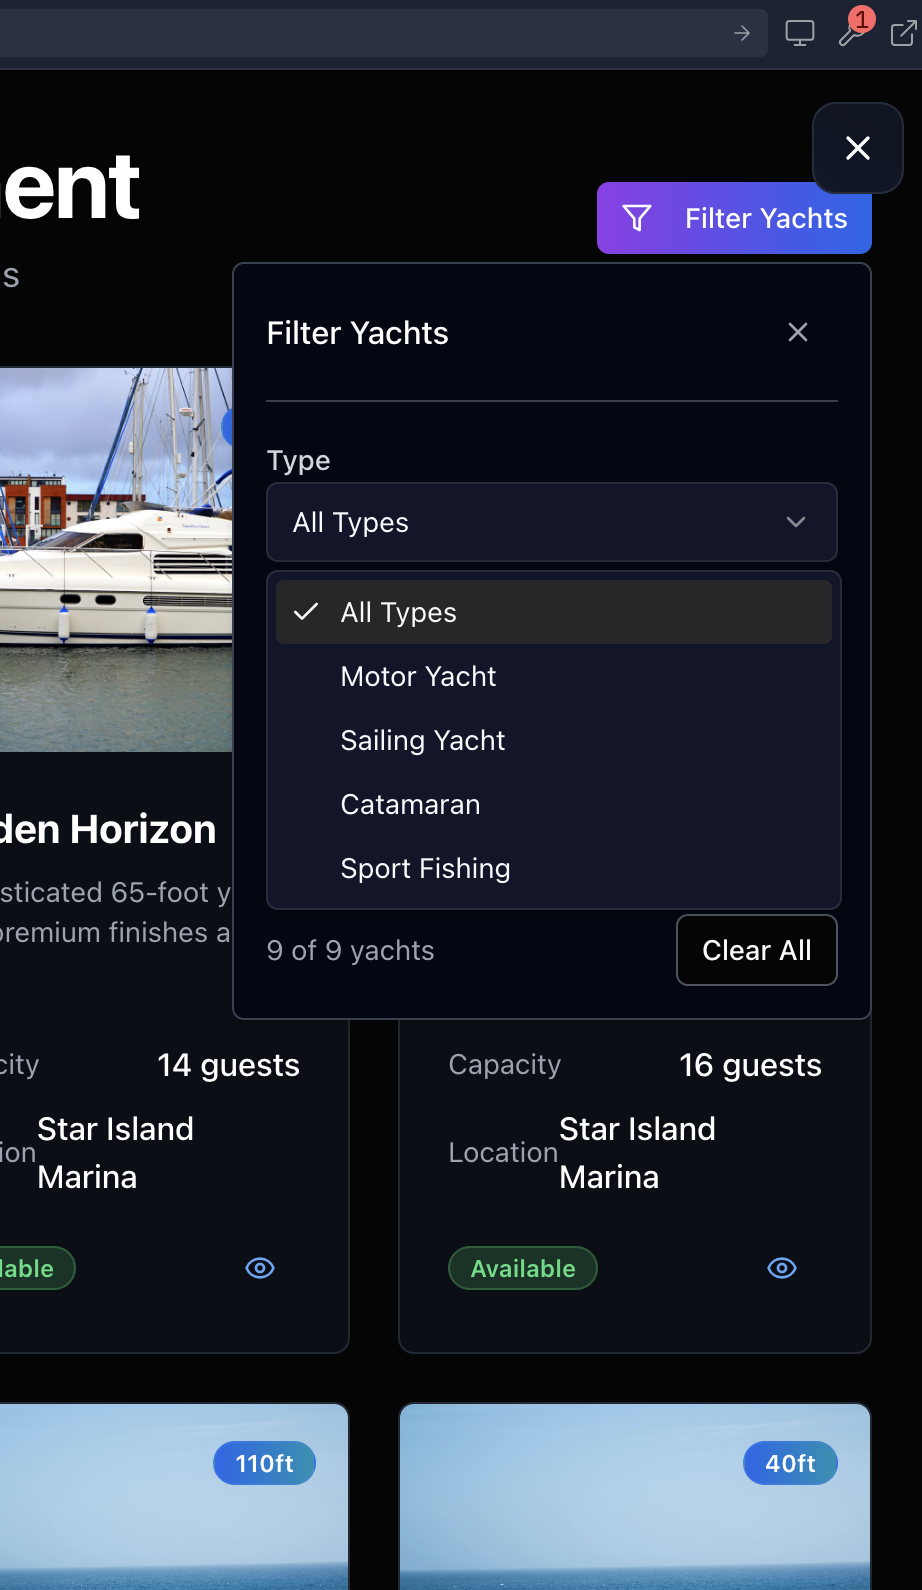 1
ent
Filter Yachts
s
Filter Yachts
Type
All Types
All Types
Motor Yacht
Sailing Yacht
Catamaran
Sport Fishing
9 of 9 yachts
Clear All
den Horizon
sticated 65-foot y
premium finishes a
city
14 guests
ion
Star Island
Marina
lable
Capacity
16 guests
Location
Star Island
Marina
Available
110ft
40ft